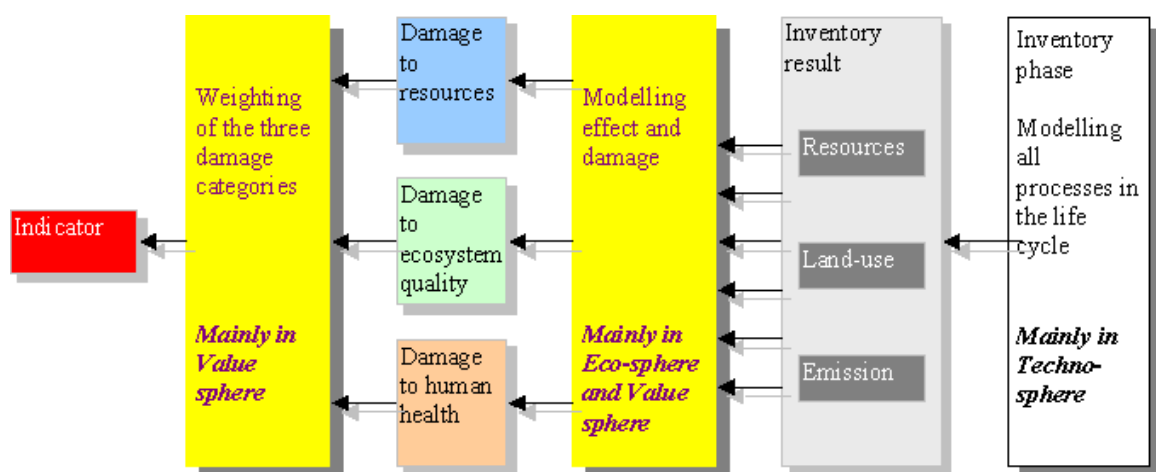 Indicator
Weighting
of the three
damage
categories
Mainly in
Value
sphere
Damage
to
resources
Damage
to
ecosystem
quality
Damage
to human
health
Modelling
effect and
damage
Mainly in
Eco-sphere
and Value
sphere
Inventory
result
Resources
Land-use
Emission
Inventory
phase
Modelling
all
processes in
the life
cycle
Mainly in
Techno-
sphere